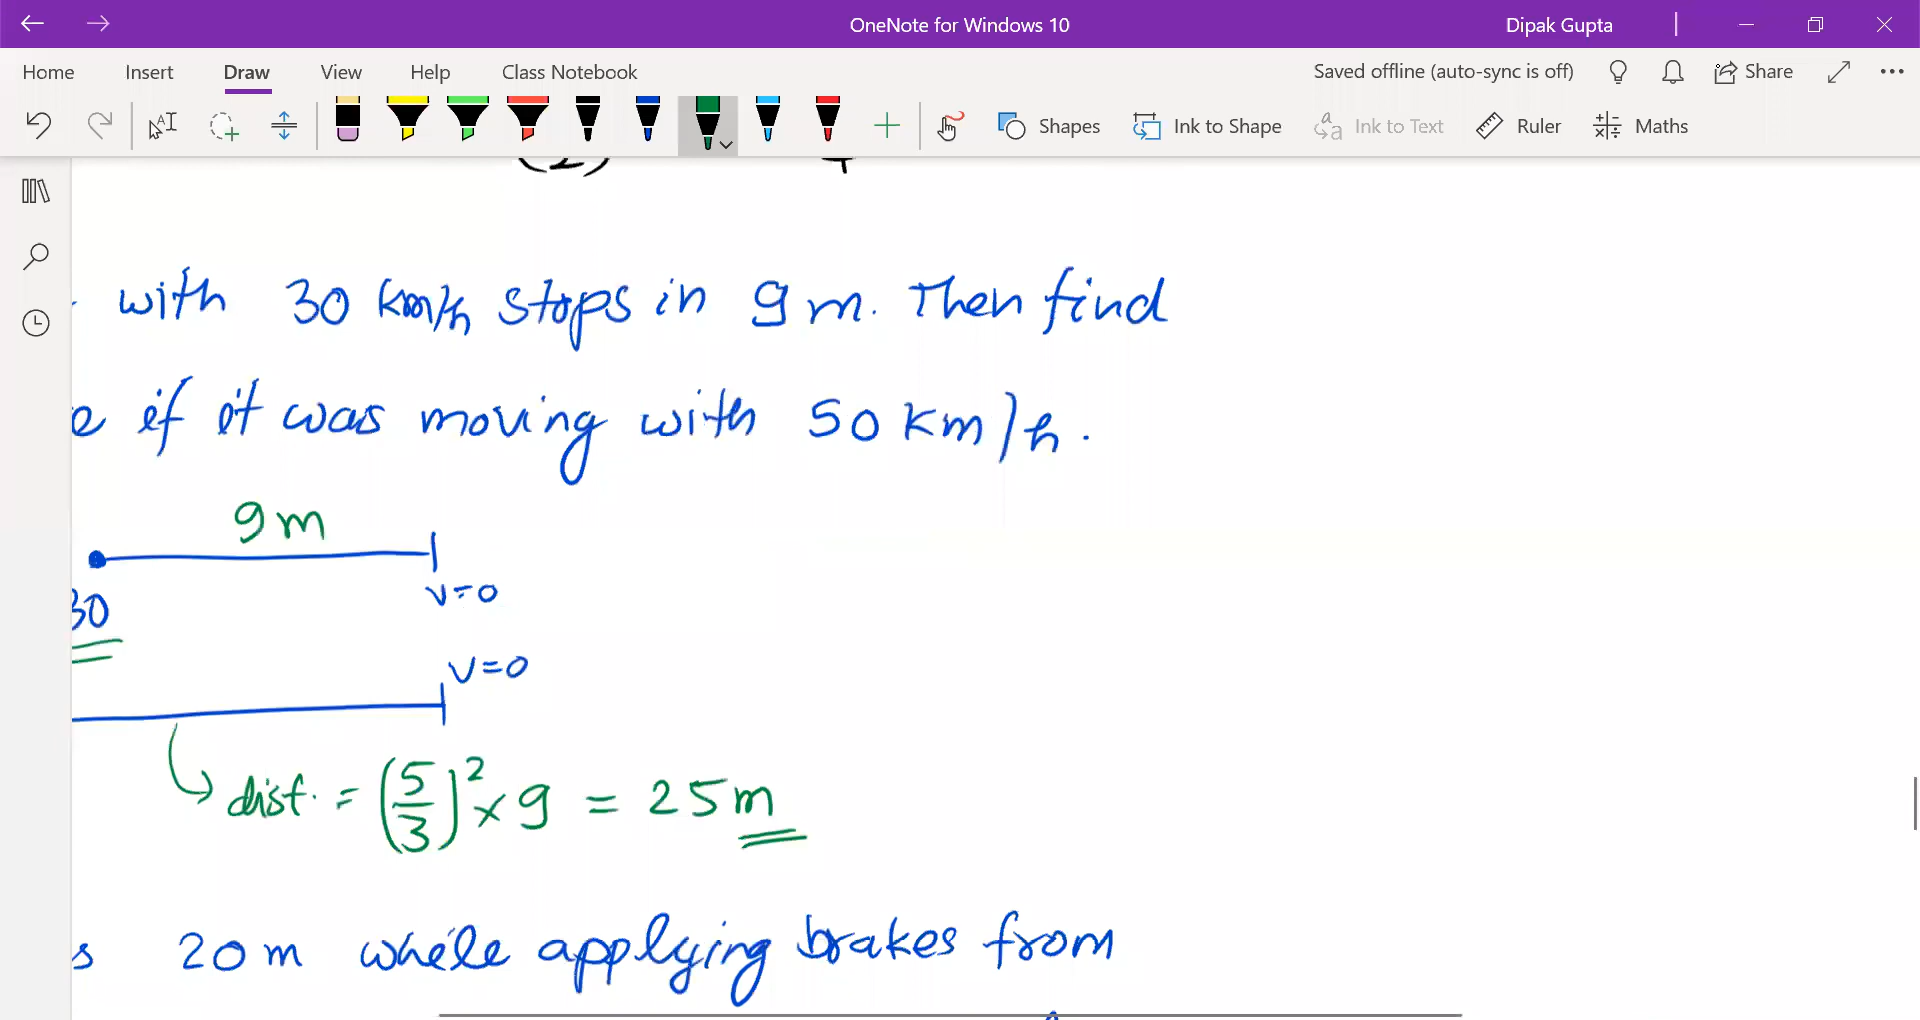 OneNote for Windows 10
Dipak Gupta
Home Insert Draw View Help Class Notebook
Saved offline (auto-sync is off) Share
Shapes Ink to Shape Ink to Text Ruler Maths
with 30 km/h stops in 9 m. Then find
e if it was moving with 50 km/h.
9m
v=0
30
v=0
dist. = (5/3)² × 9 = 25m
s 20 m while applying brakes from